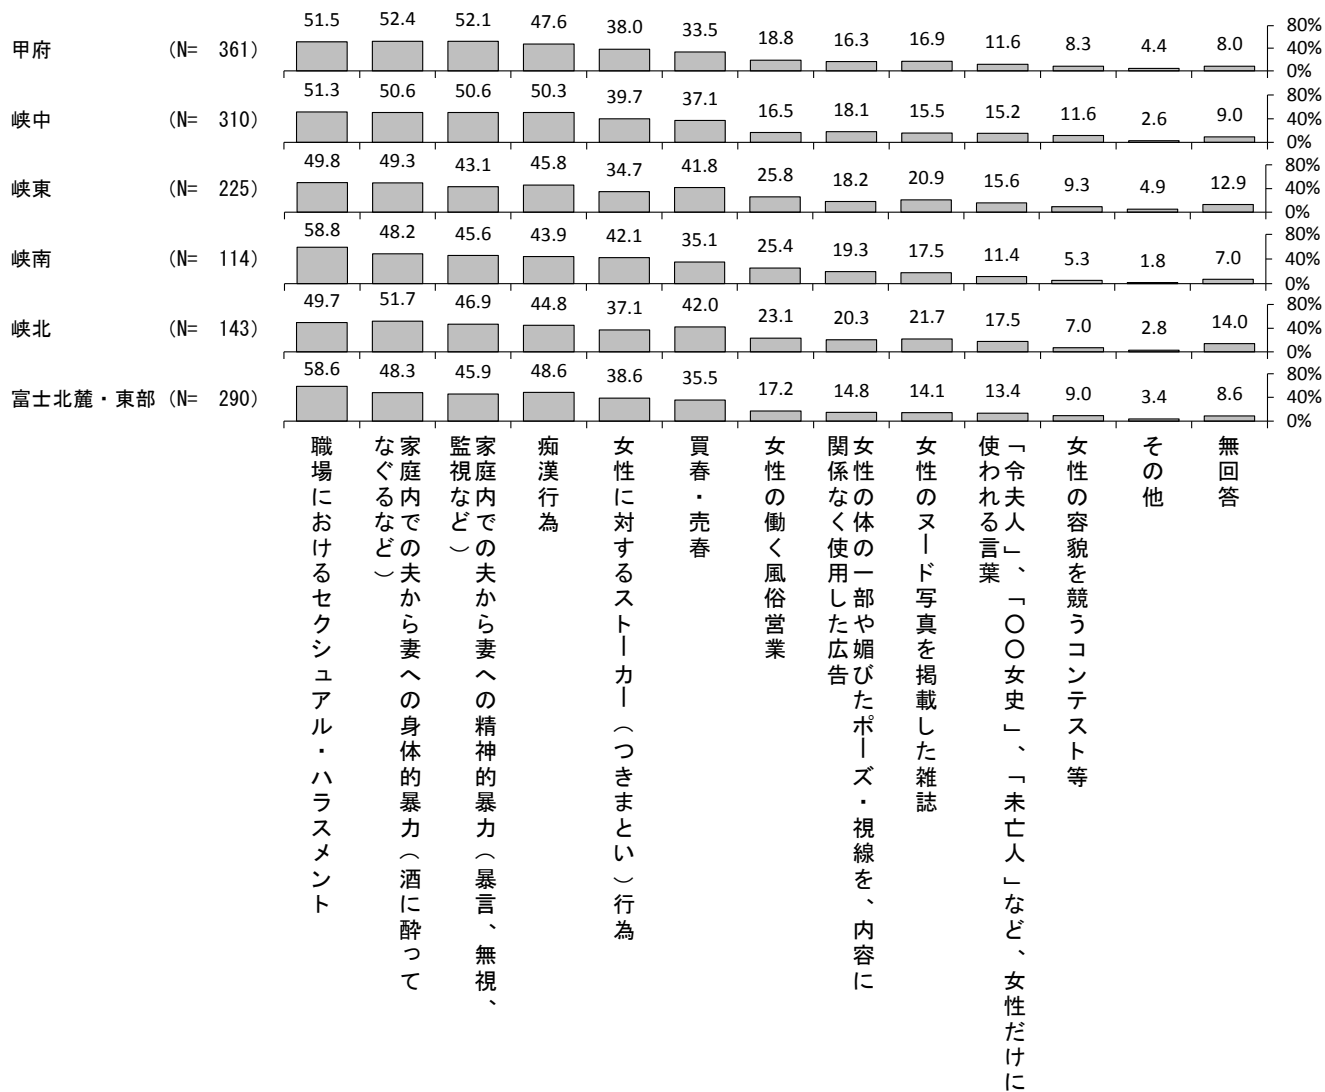 51.5 52.4 52.1 47.6 38.0 33.5 18.8 16.3 16.9 11.6 8.3 4.4 8.0
甲府 (N= 361)
80%
40%
0%
51.3 50.6 50.6 50.3 39.7 37.1 16.5 18.1 15.5 15.2 11.6 2.6 9.0
峡中 (N= 310)
80%
40%
0%
49.8 49.3 43.1 45.8 34.7 41.8 25.8 18.2 20.9 15.6 9.3 4.9 12.9
峡東 (N= 225)
80%
40%
0%
58.8 48.2 45.6 43.9 42.1 35.1 25.4 19.3 17.5 11.4 5.3 1.8 7.0
峡南 (N= 114)
80%
40%
0%
49.7 51.7 46.9 44.8 37.1 42.0 23.1 20.3 21.7 17.5 7.0 2.8 14.0
峡北 (N= 143)
80%
40%
0%
58.6 48.3 45.9 48.6 38.6 35.5 17.2 14.8 14.1 13.4 9.0 3.4 8.6
富士北麓・東部 (N= 290)
80%
40%
0%
職場におけるセクシュアル・ハラスメント
家庭内での夫から妻への身体的暴力（酒に酔って
なぐるなど）
家庭内での夫から妻への精神的暴力（暴言、無視、
監視など）
痴漢行為
女性に対するストーカー（つきまとい）行為
買春・売春
女性の働く風俗営業
女性の体の一部や媚びたポーズ・視線を、内容に
関係なく使用した広告
女性のヌード写真を掲載した雑誌
「令夫人」、「〇〇女史」、「未亡人」など、女性だけに
使われる言葉
女性の容貌を競うコンテスト等
その他
無回答